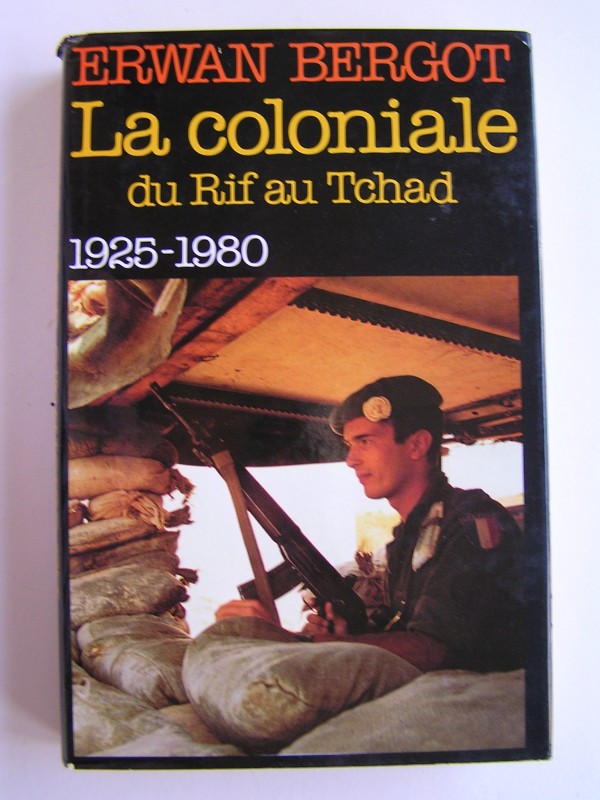 ERWAN BERGOT
La coloniale
du Rif au Tchad
1925-1980